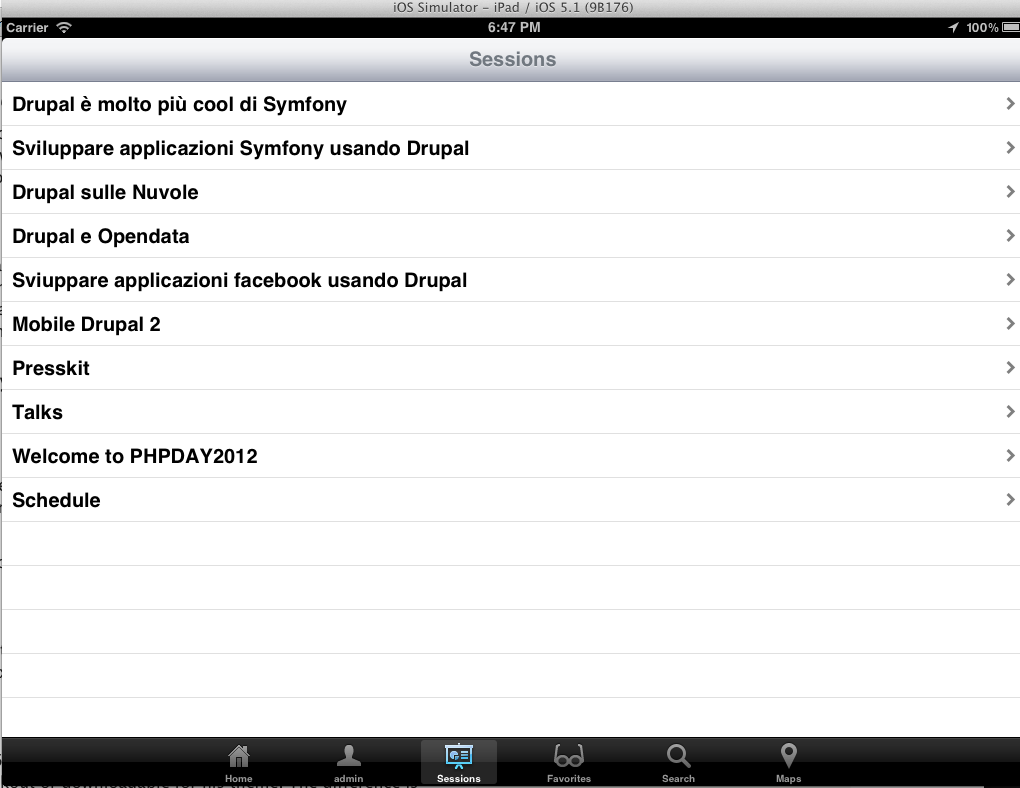 iOS Simulator – iPad / iOS 5.1 (9B176)
Carrier 6:47 PM 100%
Sessions
Drupal è molto più cool di Symfony
Sviluppare applicazioni Symfony usando Drupal
Drupal sulle Nuvole
Drupal e Opendata
Sviuppare applicazioni facebook usando Drupal
Mobile Drupal 2
Presskit
Talks
Welcome to PHPDAY2012
Schedule
Home admin Sessions Favorites Search Maps